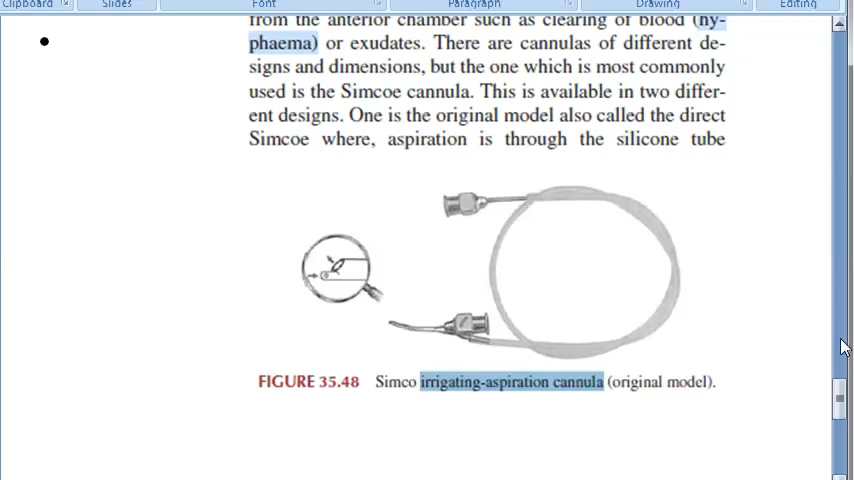 Clipboard Slides Font Paragraph Drawing Editing
from the anterior chamber such as clearing of blood (hy-
phaema) or exudates. There are cannulas of different de-
signs and dimensions, but the one which is most commonly
used is the Simcoe cannula. This is available in two differ-
ent designs. One is the original model also called the direct
Simcoe where, aspiration is through the silicone tube
FIGURE 35.48 Simco irrigating-aspiration cannula (original model).